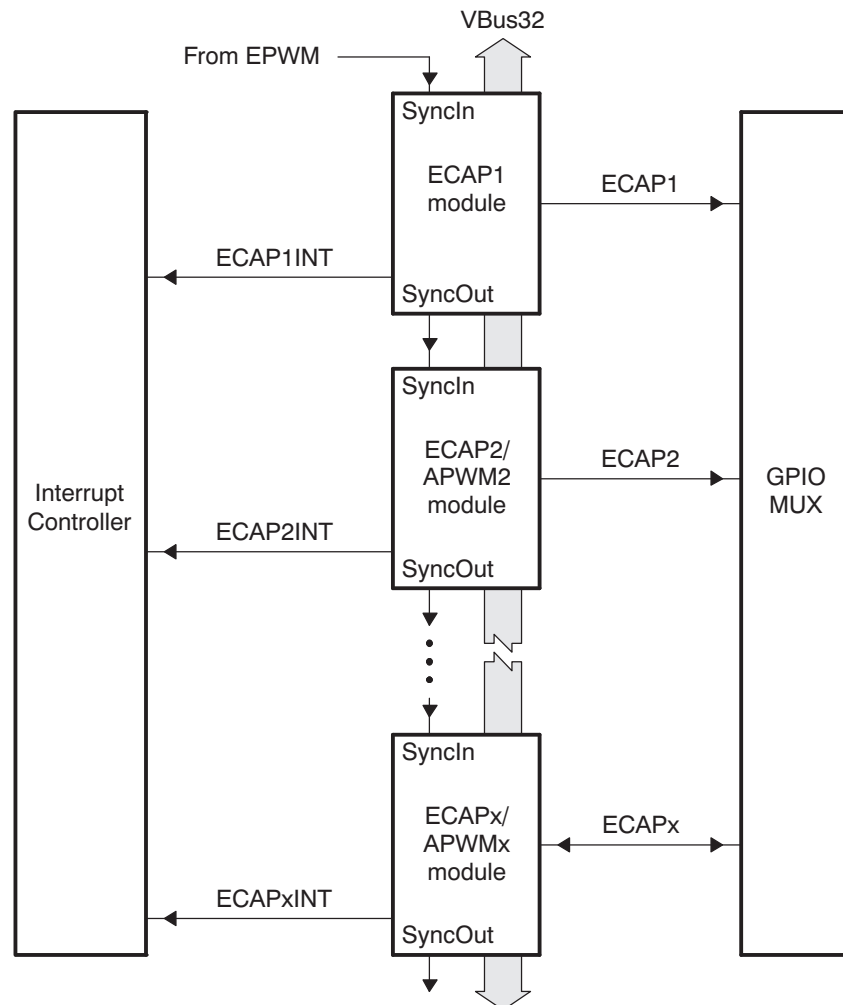 VBus32
From EPWM
SyncIn
ECAP1
module
ECAP1
ECAP1INT
SyncOut
SyncIn
ECAP2/
APWM2
module
ECAP2
Interrupt
Controller
GPIO
MUX
ECAP2INT
SyncOut
SyncIn
ECAPx/
APWMx
module
ECAPx
ECAPxINT
SyncOut